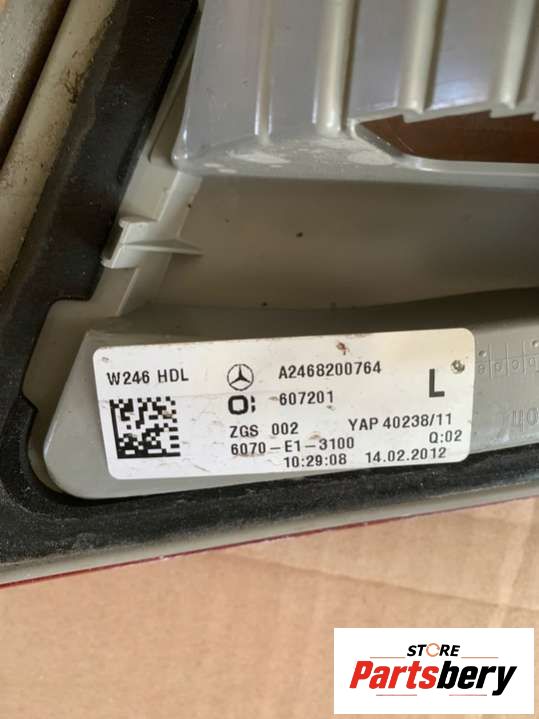 W246 HDL
A2468200764
L
607201
ZGS 002 YAP 40238/11
6070-E1-3100 Q:02
10:29:08 14.02.2012
STORE
Partsbery